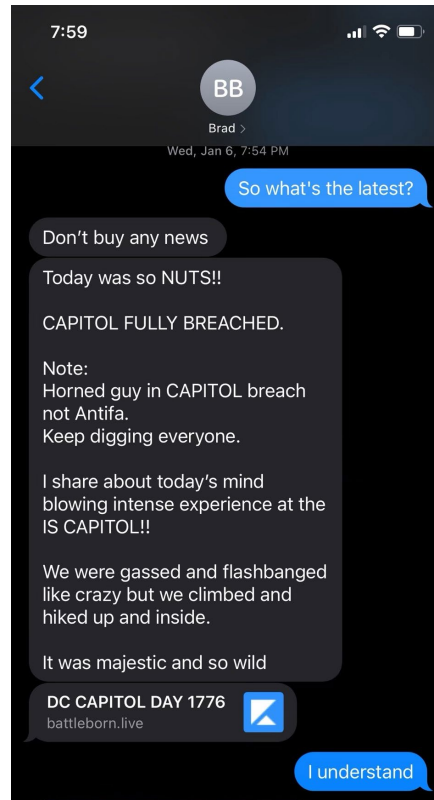 7:59
BB
Brad >
Wed, Jan 6, 7:54 PM
So what's the latest?
Don’t buy any news
Today was so NUTS!!
CAPITOL FULLY BREACHED.
Note:
Horned guy in CAPITOL breach
not Antifa.
Keep digging everyone.
I share about today’s mind
blowing intense experience at the
IS CAPITOL!!
We were gassed and flashbanged
like crazy but we climbed and
hiked up and inside.
It was majestic and so wild
DC CAPITOL DAY 1776
battleborn.live
I understand